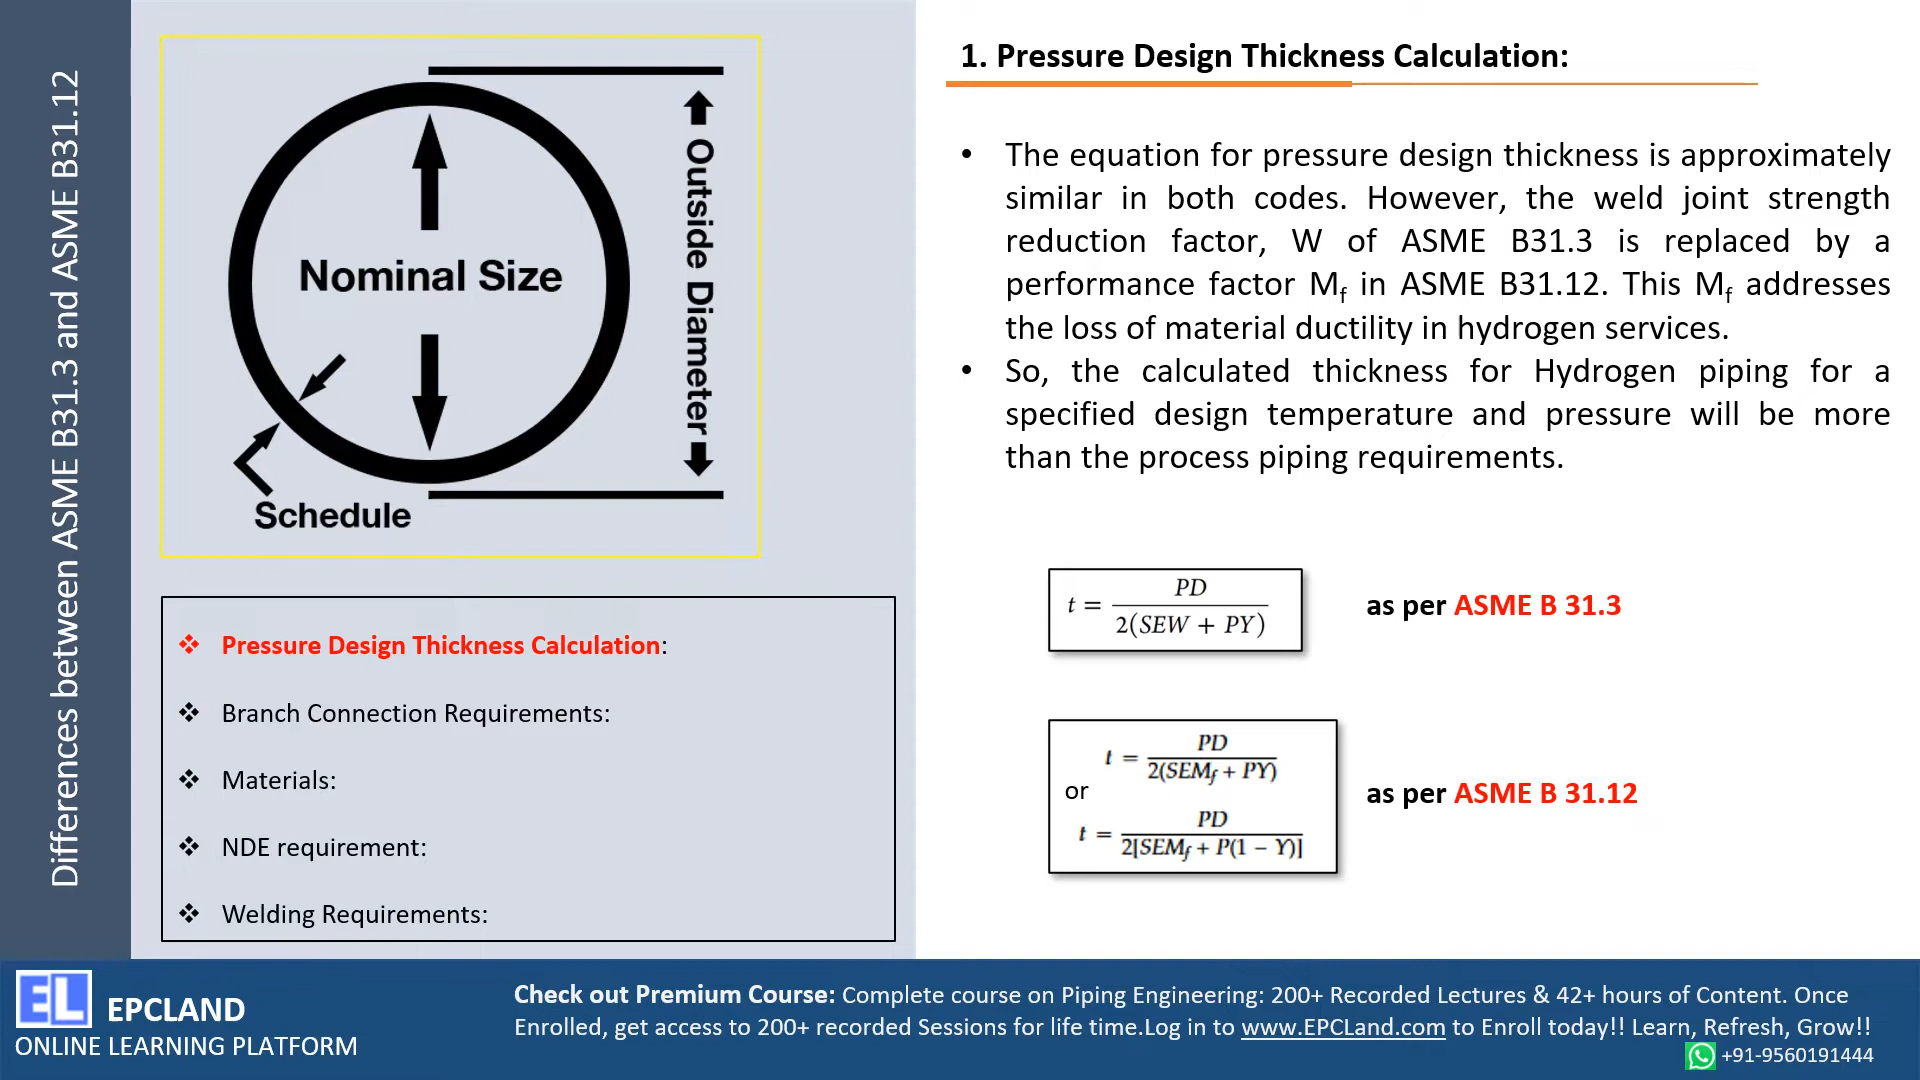 Differences between ASME B31.3 and ASME B31.12
Nominal Size
Outside Diameter
Schedule
❖ Pressure Design Thickness Calculation:
❖ Branch Connection Requirements:
❖ Materials:
❖ NDE requirement:
❖ Welding Requirements:
1. Pressure Design Thickness Calculation:
• The equation for pressure design thickness is approximately
similar in both codes. However, the weld joint strength
reduction factor, W of ASME B31.3 is replaced by a
performance factor Mf in ASME B31.12. This Mf addresses
the loss of material ductility in hydrogen services.
• So, the calculated thickness for Hydrogen piping for a
specified design temperature and pressure will be more
than the process piping requirements.
t = PD / 2(SEW + PY)
as per ASME B 31.3
t = PD / 2(SEMf + PY)
or
t = PD / 2[SEMf + P(1 − Y)]
as per ASME B 31.12
EL EPCLAND
ONLINE LEARNING PLATFORM
Check out Premium Course: Complete course on Piping Engineering: 200+ Recorded Lectures & 42+ hours of Content. Once
Enrolled, get access to 200+ recorded Sessions for life time.Log in to www.EPCLand.com to Enroll today!! Learn, Refresh, Grow!!
+91-9560191444